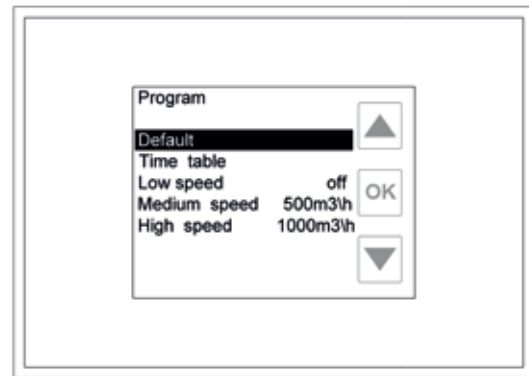 Program
Default
Time table
Low speed off
Medium speed 500m3\h
High speed 1000m3\h
OK